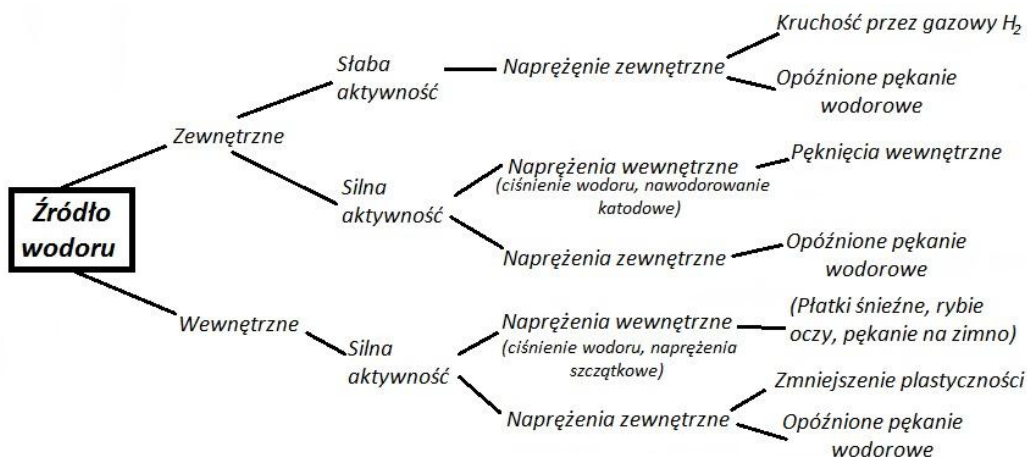 Kruchość przez gazowy H₂
Słaba
aktywność
Naprężęnie zewnętrzne
Opóźnione pękanie
wodorowe
Zewnętrzne
Naprężenia wewnętrzne
(ciśnienie wodoru, nawodorowanie
katodowe)
Pęknięcia wewnętrzne
Silna
aktywność
Źródło
wodoru
Naprężenia zewnętrzne
Opóźnione pękanie
wodorowe
Wewnętrzne
Naprężenia wewnętrzne
(ciśnienie wodoru, naprężenia
szczątkowe)
(Płatki śnieźne, rybie
oczy, pękanie na zimno)
Silna
aktywność
Zmniejszenie plastyczności
Naprężenia zewnętrzne
Opóźnione pękanie
wodorowe